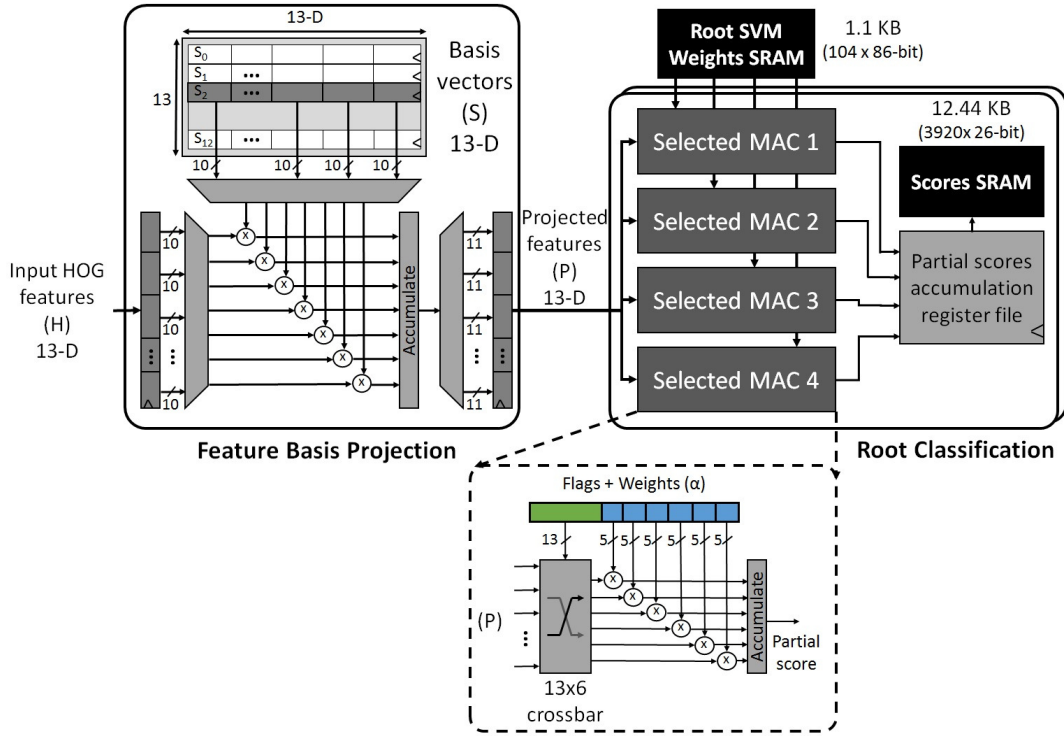 13-D
13
S0
S1
S2
S12
...
...
...
Basis
vectors
(S)
13-D
10
10
10
10
Input HOG
features
(H)
13-D
10
10
10
...
...
10
x
x
x
x
x
x
x
Accumulate
11
11
11
...
...
11
Feature Basis Projection
Projected
features
(P)
13-D
Root SVM
Weights SRAM
1.1 KB
(104 x 86-bit)
Selected MAC 1
Selected MAC 2
Selected MAC 3
Selected MAC 4
12.44 KB
(3920x 26-bit)
Scores SRAM
Partial scores
accumulation
register file
Root Classification
Flags + Weights (α)
13
5
5
5
5
5
5
(P)
...
x
x
x
x
x
x
Accumulate
Partial
score
13x6
crossbar